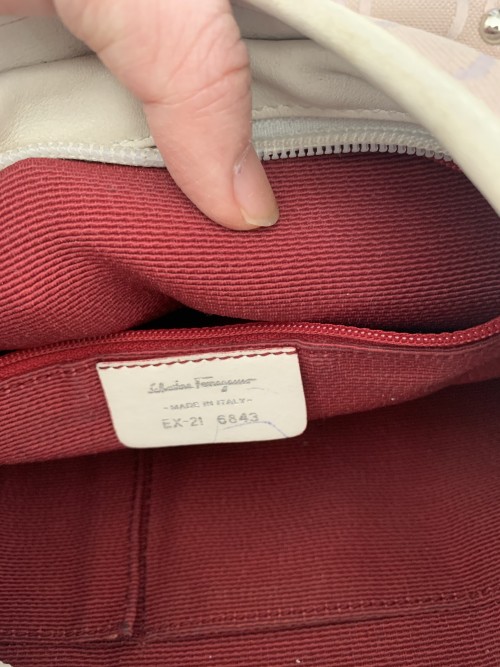 Salvatore Ferragamo
-MADE IN ITALY-
EX-21 6843